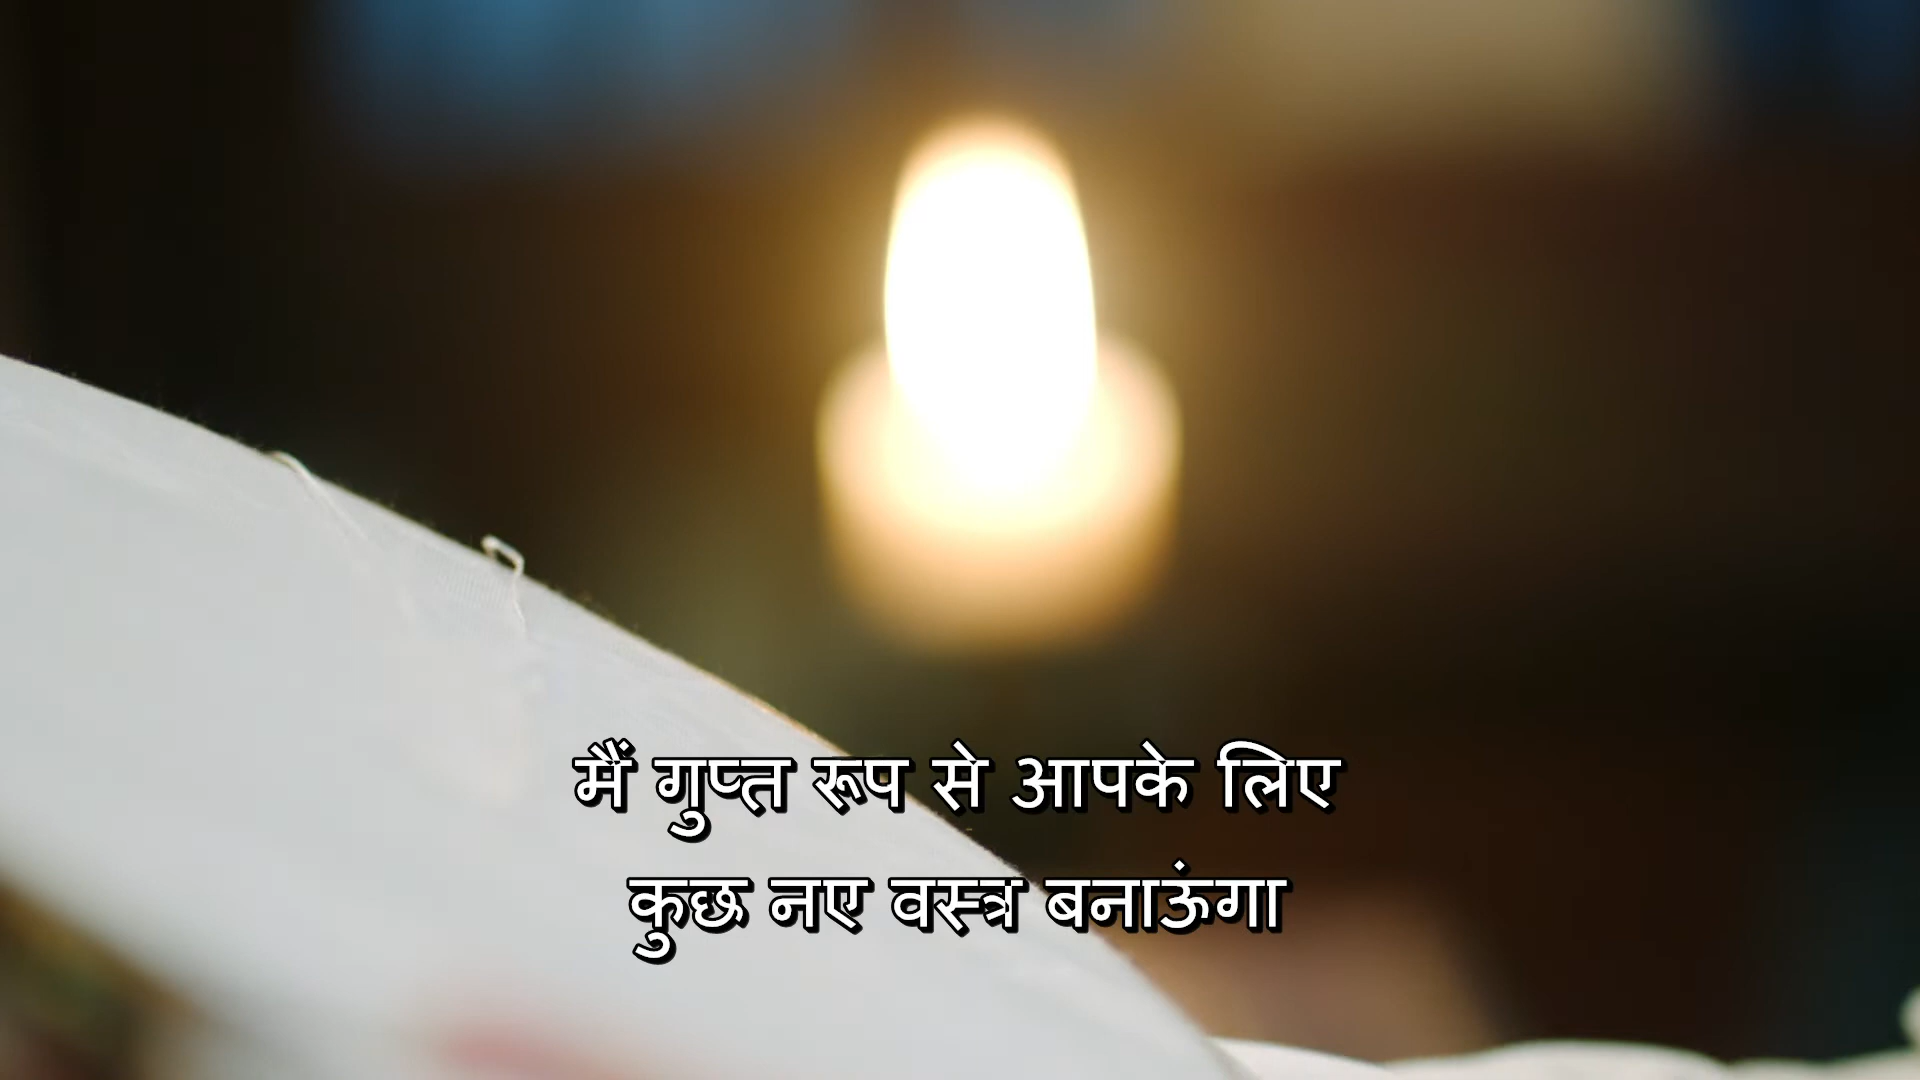 मैं गुप्त रूप से आपके लिए
कुछ नए वस्त्र बनाऊंगा